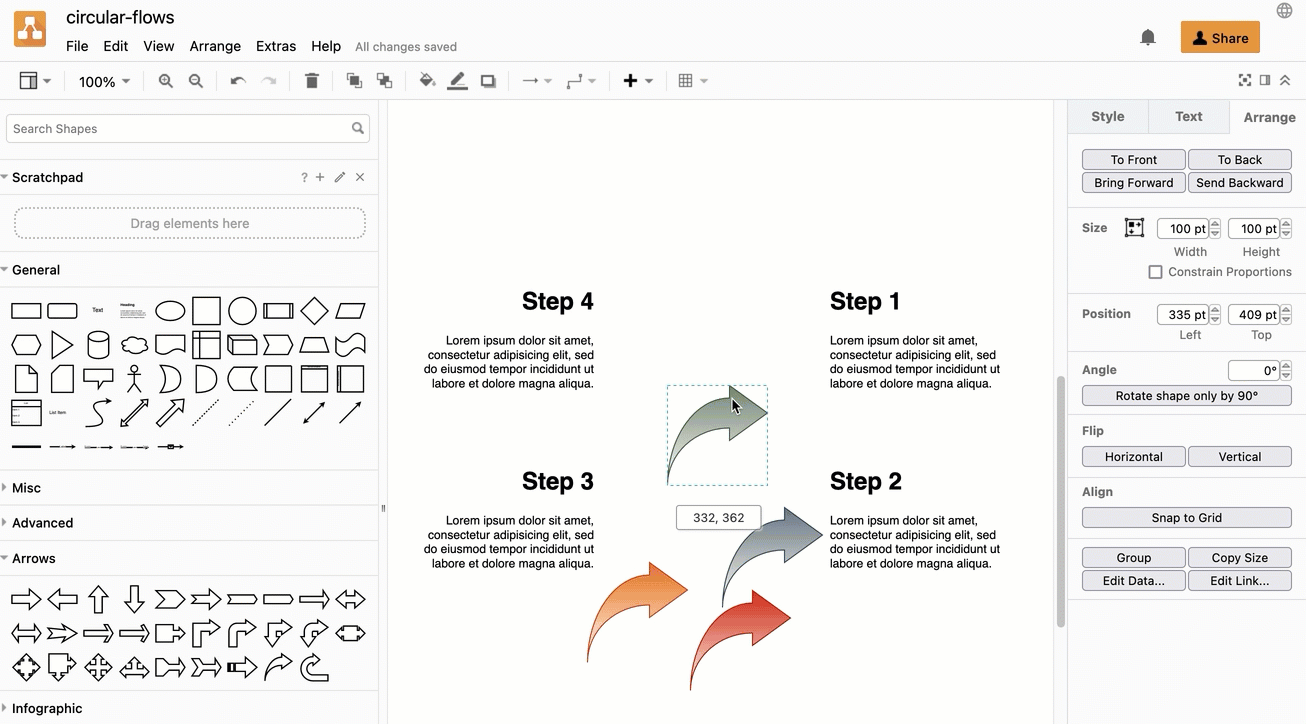 circular-flows
File Edit View Arrange Extras Help All changes saved
Share
100%
Search Shapes
Scratchpad
?
Drag elements here
General
Text
Heading
List Item
Misc
Advanced
Arrows
Infographic
Step 4
Lorem ipsum dolor sit amet,
consectetur adipisicing elit, sed
do eiusmod tempor incididunt ut
labore et dolore magna aliqua.
Step 1
Lorem ipsum dolor sit amet,
consectetur adipisicing elit, sed
do eiusmod tempor incididunt ut
labore et dolore magna aliqua.
Step 3
Lorem ipsum dolor sit amet,
consectetur adipisicing elit, sed
do eiusmod tempor incididunt ut
labore et dolore magna aliqua.
Step 2
Lorem ipsum dolor sit amet,
consectetur adipisicing elit, sed
do eiusmod tempor incididunt ut
labore et dolore magna aliqua.
332, 362
Style Text Arrange
To Front To Back
Bring Forward Send Backward
Size 100 pt 100 pt
Width Height
Constrain Proportions
Position 335 pt 409 pt
Left Top
Angle 0°
Rotate shape only by 90°
Flip
Horizontal Vertical
Align
Snap to Grid
Group Copy Size
Edit Data... Edit Link...